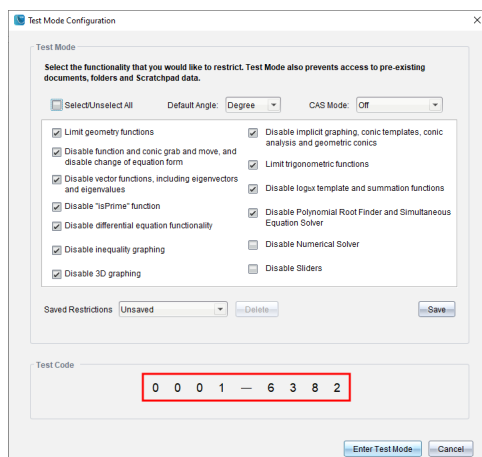 Test Mode Configuration
Test Mode
Select the functionality that you would like to restrict. Test Mode also prevents access to pre-existing
documents, folders and Scratchpad data.
Select/Unselect All Default Angle: Degree CAS Mode: Off
Limit geometry functions
Disable function and conic grab and move, and
disable change of equation form
Disable vector functions, including eigenvectors
and eigenvalues
Disable "isPrime" function
Disable differential equation functionality
Disable inequality graphing
Disable 3D graphing
Disable implicit graphing, conic templates, conic
analysis and geometric conics
Limit trigonometric functions
Disable logbx template and summation functions
Disable Polynomial Root Finder and Simultaneous
Equation Solver
Disable Numerical Solver
Disable Sliders
Saved Restrictions Unsaved Delete Save
Test Code
0 0 0 1 — 6 3 8 2
Enter Test Mode Cancel